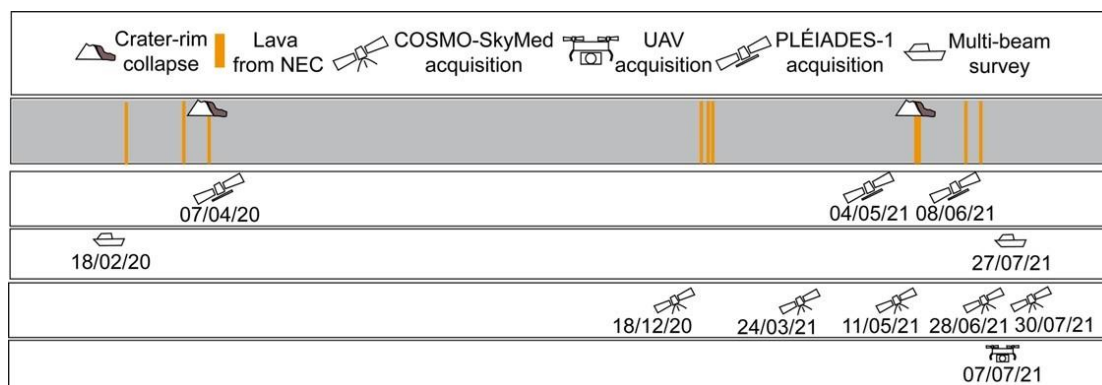 Crater-rim collapse
Lava from NEC
COSMO-SkyMed acquisition
UAV acquisition
PLÉIADES-1 acquisition
Multi-beam survey
07/04/20 04/05/21 08/06/21
18/02/20 27/07/21
18/12/20 24/03/21 11/05/21 28/06/21 30/07/21
07/07/21